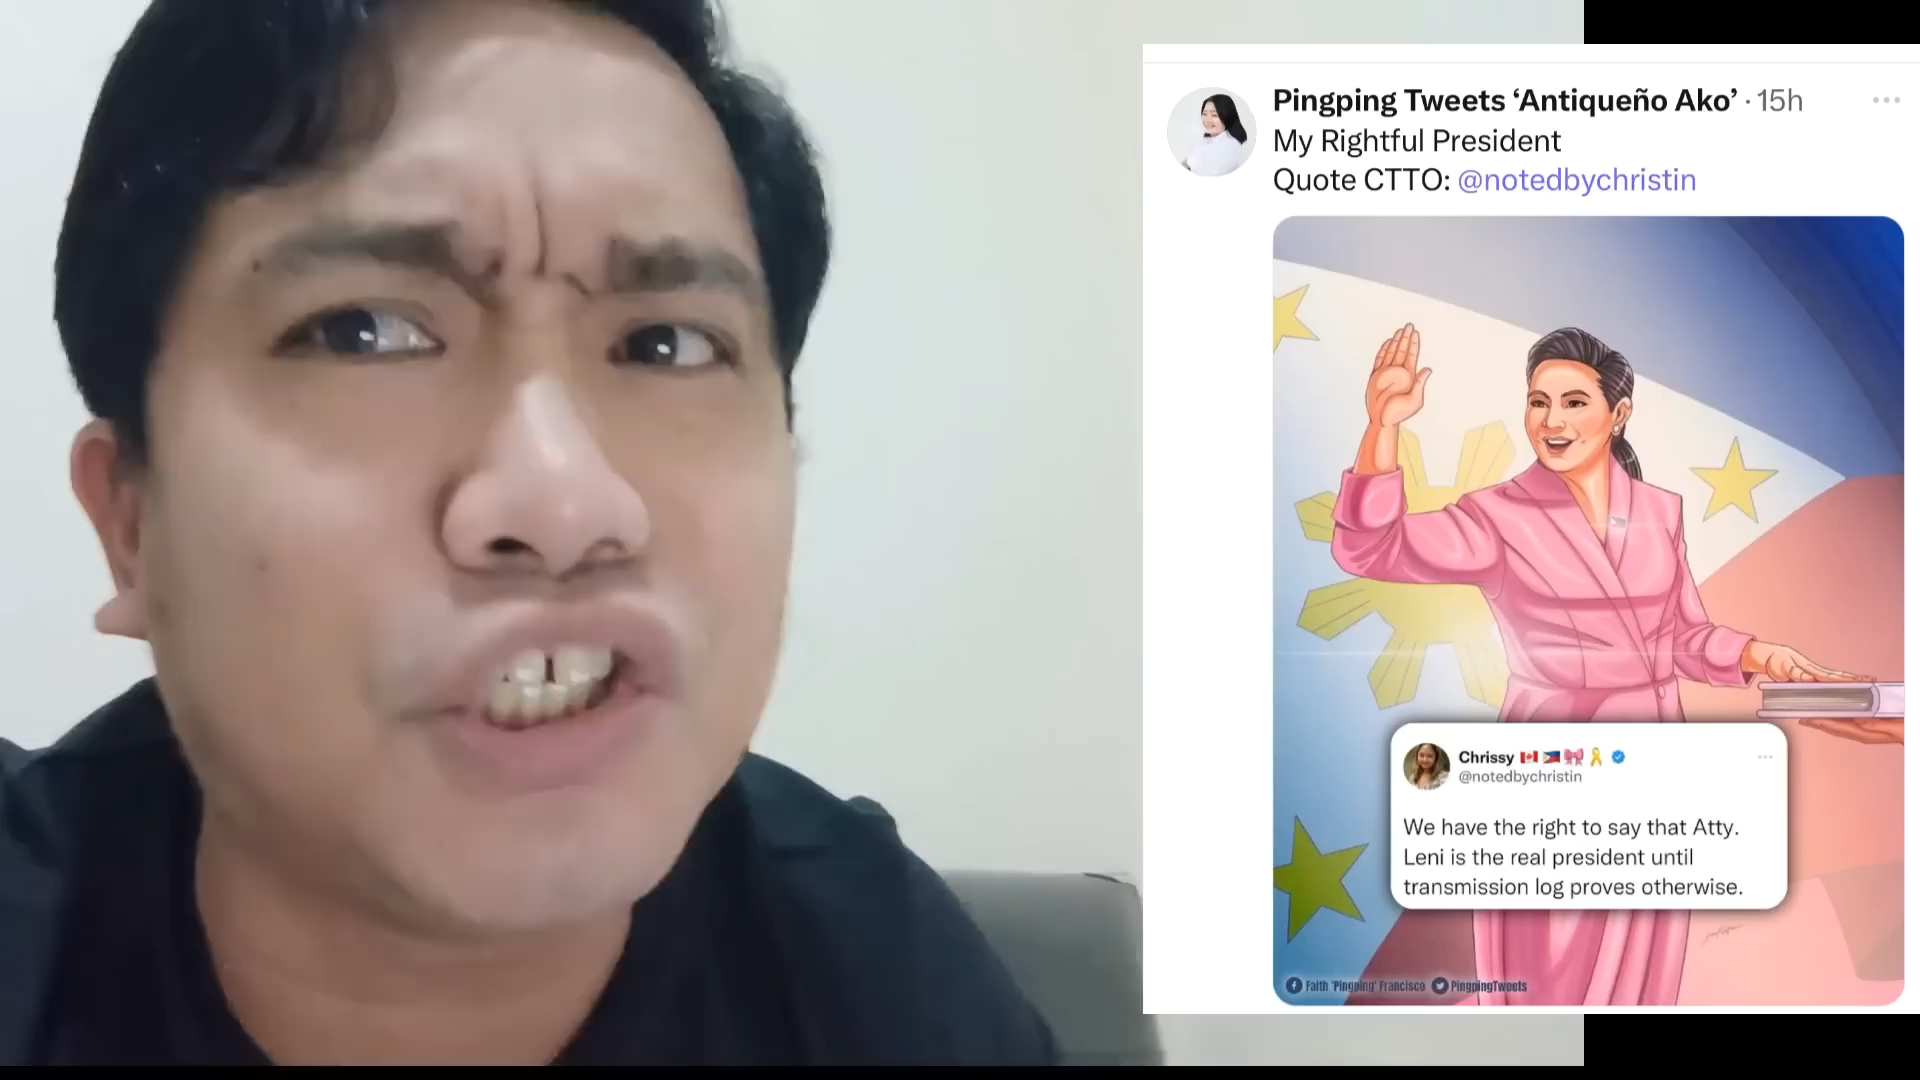 Pingping Tweets ‘Antiqueño Ako’ · 15h
My Rightful President
Quote CTTO: @notedbychristin
Chrissy
@notedbychristin
We have the right to say that Atty.
Leni is the real president until
transmission log proves otherwise.
Faith 'Pingping' Francisco PingpingTweets